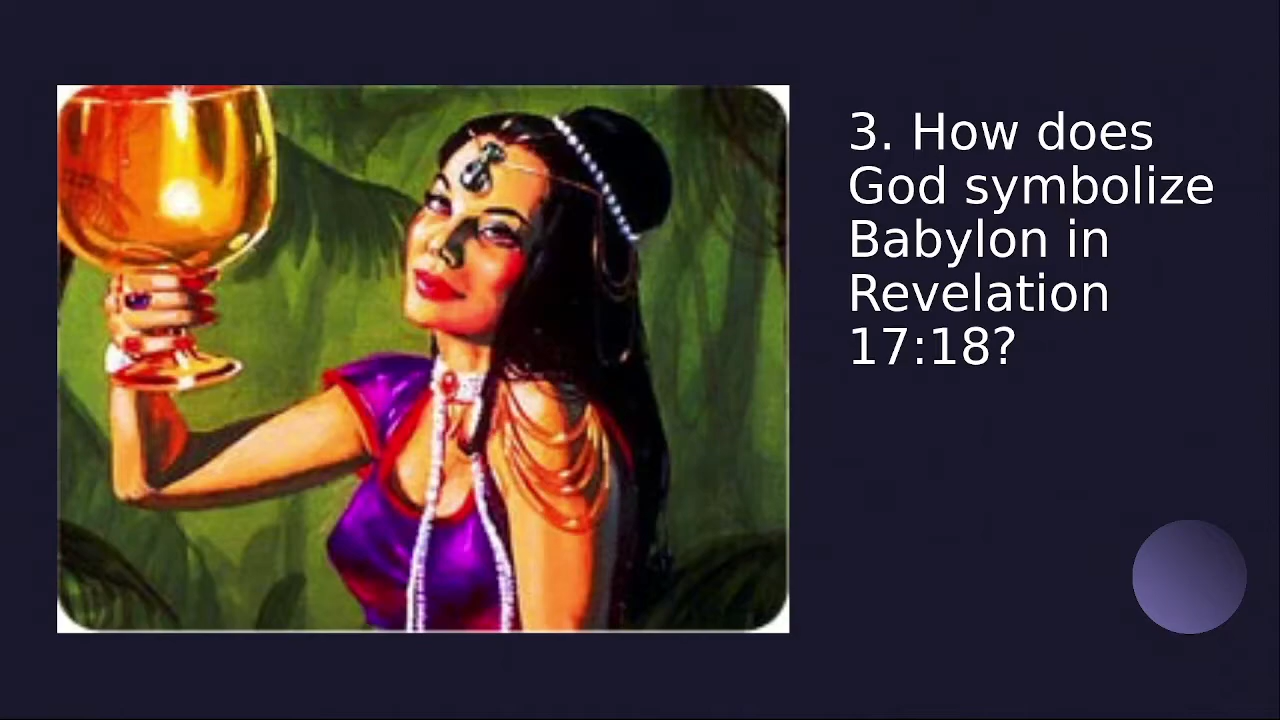 3. How does
God symbolize
Babylon in
Revelation
17:18?